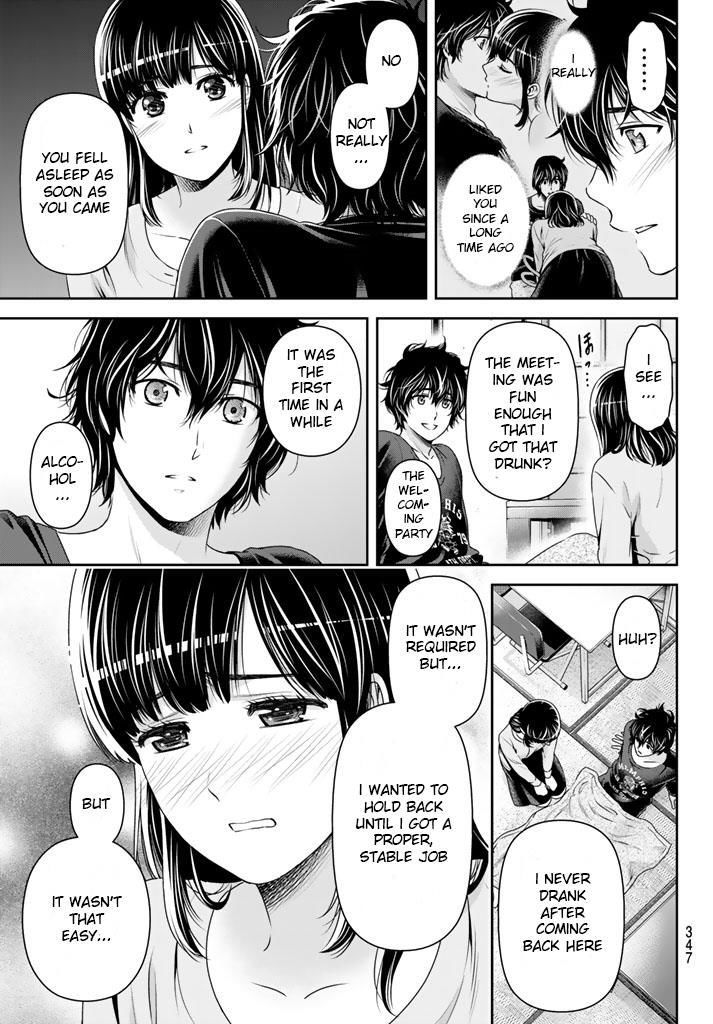 ......
I
REALLY
LIKED
YOU
SINCE A
LONG
TIME AGO
NO
NOT
REALLY
...
YOU FELL
ASLEEP AS
SOON AS
YOU CAME
I
SEE
...
ほっ
THE MEET-
ING WAS
FUN
ENOUGH
THAT I
GOT THAT
DRUNK?
THE
WEL-
COMING
PARTY
IT WAS
THE
FIRST
TIME IN A
WHILE
ALCO-
HOL
...
HUH?
I NEVER
DRANK
AFTER
COMING
BACK HERE
IT WASN'T
REQUIRED
BUT...
I WANTED TO
HOLD BACK
UNTIL I GOT A
PROPER,
STABLE JOB
BUT
IT WASN'T
THAT
EASY...
347